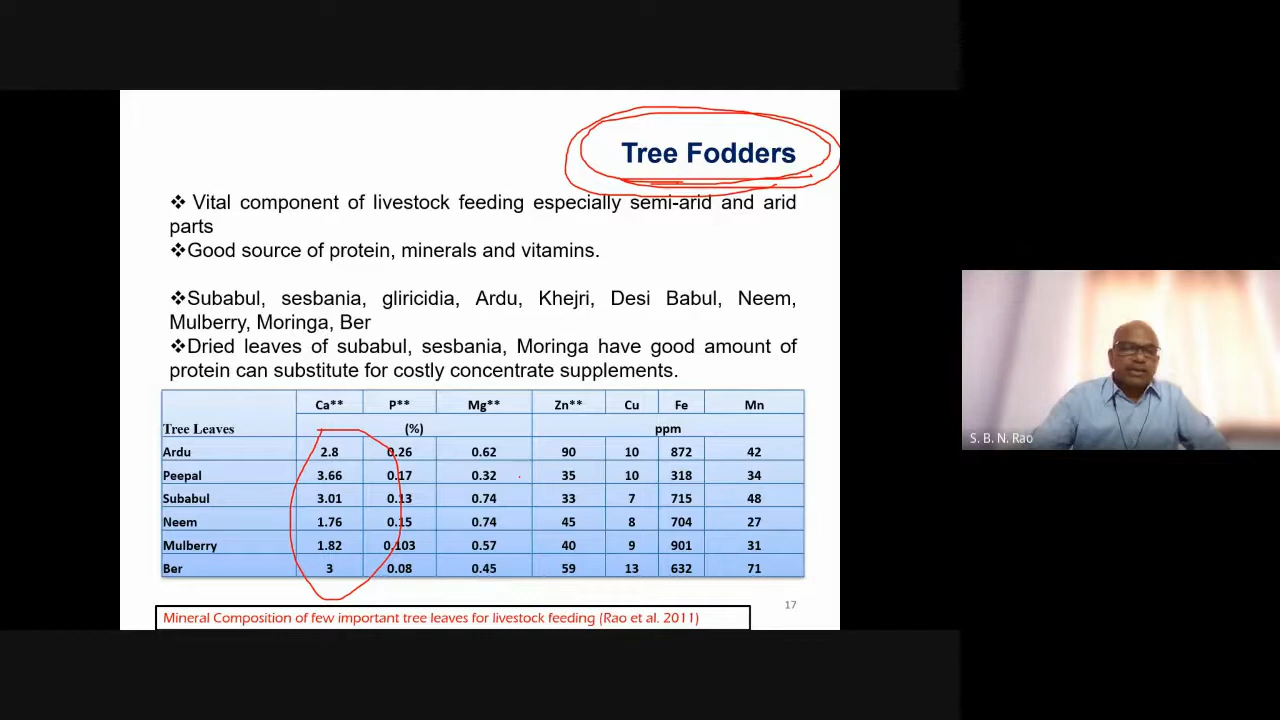 Tree Fodders
❖ Vital component of livestock feeding especially semi-arid and arid
parts
❖Good source of protein, minerals and vitamins.
❖Subabul, sesbania, gliricidia, Ardu, Khejri, Desi Babul, Neem,
Mulberry, Moringa, Ber
❖Dried leaves of subabul, sesbania, Moringa have good amount of
protein can substitute for costly concentrate supplements.
Ca** P** Mg** Zn** Cu Fe Mn
Tree Leaves (%) ppm
Ardu 2.8 0.26 0.62 90 10 872 42
Peepal 3.66 0.17 0.32 35 10 318 34
Subabul 3.01 0.13 0.74 33 7 715 48
Neem 1.76 0.15 0.74 45 8 704 27
Mulberry 1.82 0.103 0.57 40 9 901 31
Ber 3 0.08 0.45 59 13 632 71
17
Mineral Composition of few important tree leaves for livestock feeding (Rao et al. 2011)
S. B. N. Rao